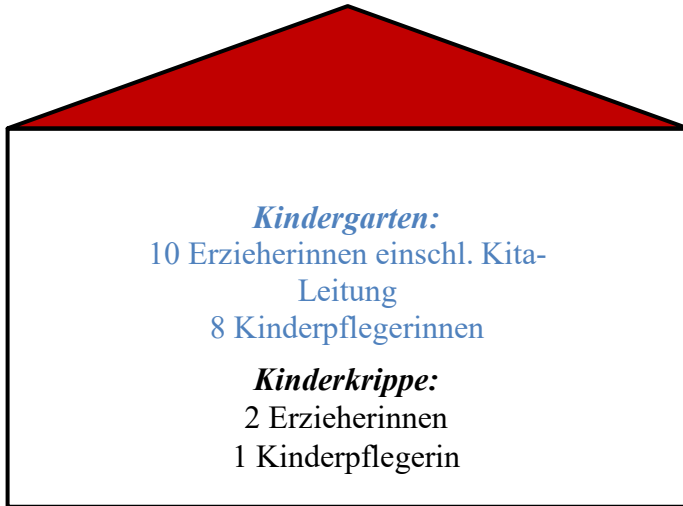 Kindergarten:
10 Erzieherinnen einschl. Kita-
Leitung
8 Kinderpflegerinnen
Kinderkrippe:
2 Erzieherinnen
1 Kinderpflegerin